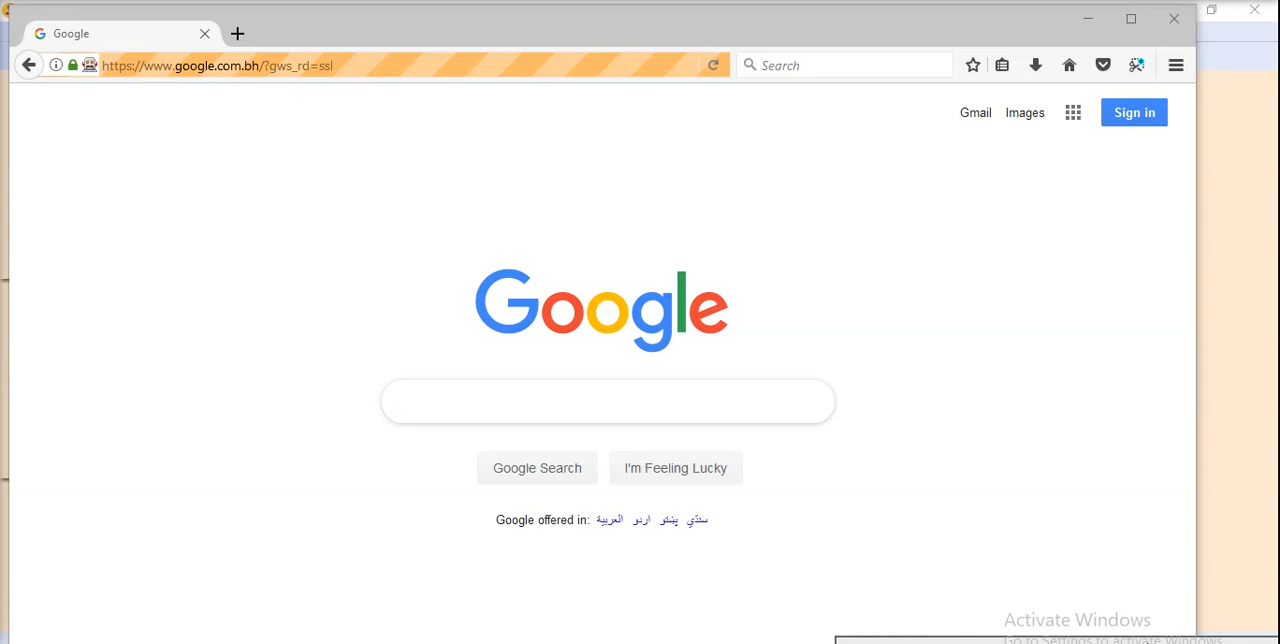 Google
https://www.google.com.bh/?gws_rd=ssl
Search
Gmail Images Sign in
Google
Google Search I'm Feeling Lucky
Google offered in: العربية اردو پښتو سنڌي
Activate Windows
Go to Settings to activate Windows